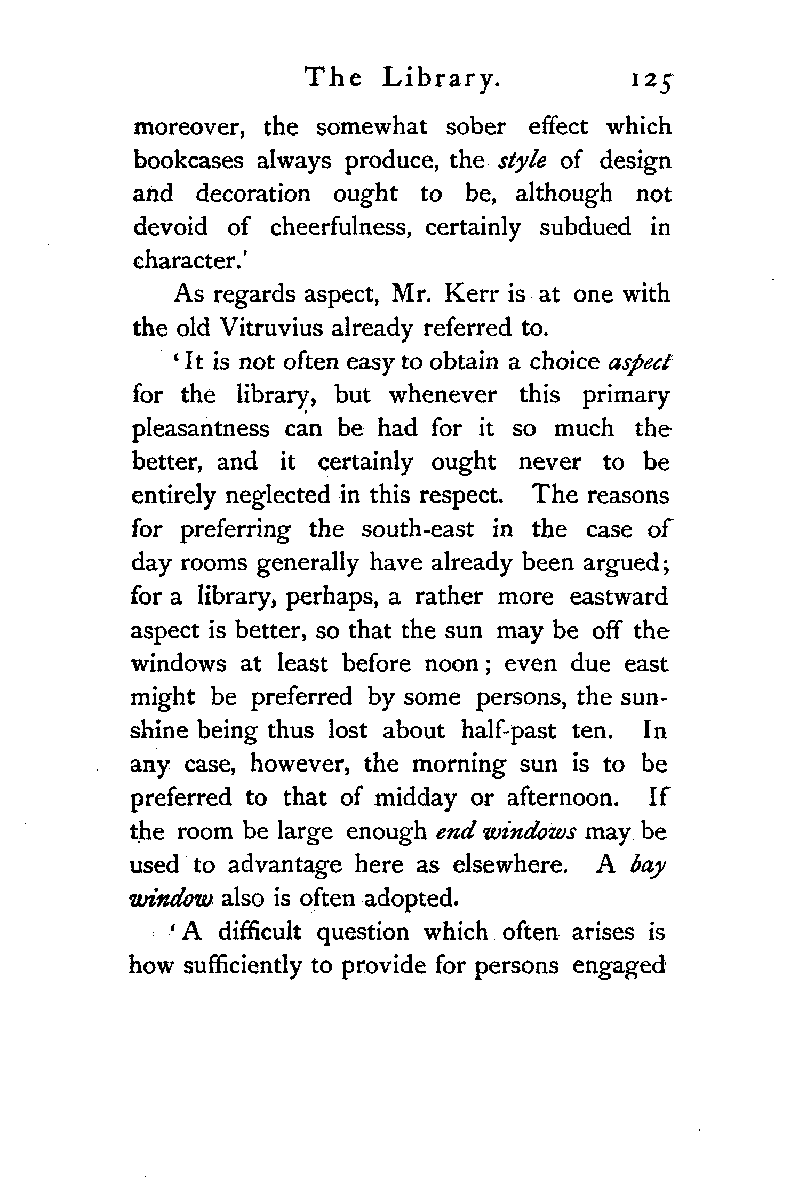 The Library. 125
moreover, the somewhat sober effect which
bookcases always produce, the style of design
and decoration ought to be, although not
devoid of cheerfulness, certainly subdued in
character.'
As regards aspect, Mr. Kerr is at one with
the old Vitruvius already referred to.
'It is not often easy to obtain a choice aspect
for the library, but whenever this primary
pleasantness can be had for it so much the
better, and it certainly ought never to be
entirely neglected in this respect. The reasons
for preferring the south-east in the case of
day rooms generally have already been argued;
for a library, perhaps, a rather more eastward
aspect is better, so that the sun may be off the
windows at least before noon; even due east
might be preferred by some persons, the sun-
shine being thus lost about half-past ten. In
any case, however, the morning sun is to be
preferred to that of midday or afternoon. If
the room be large enough end windows may be
used to advantage here as elsewhere. A bay
window also is often adopted.
'A difficult question which often arises is
how sufficiently to provide for persons engaged